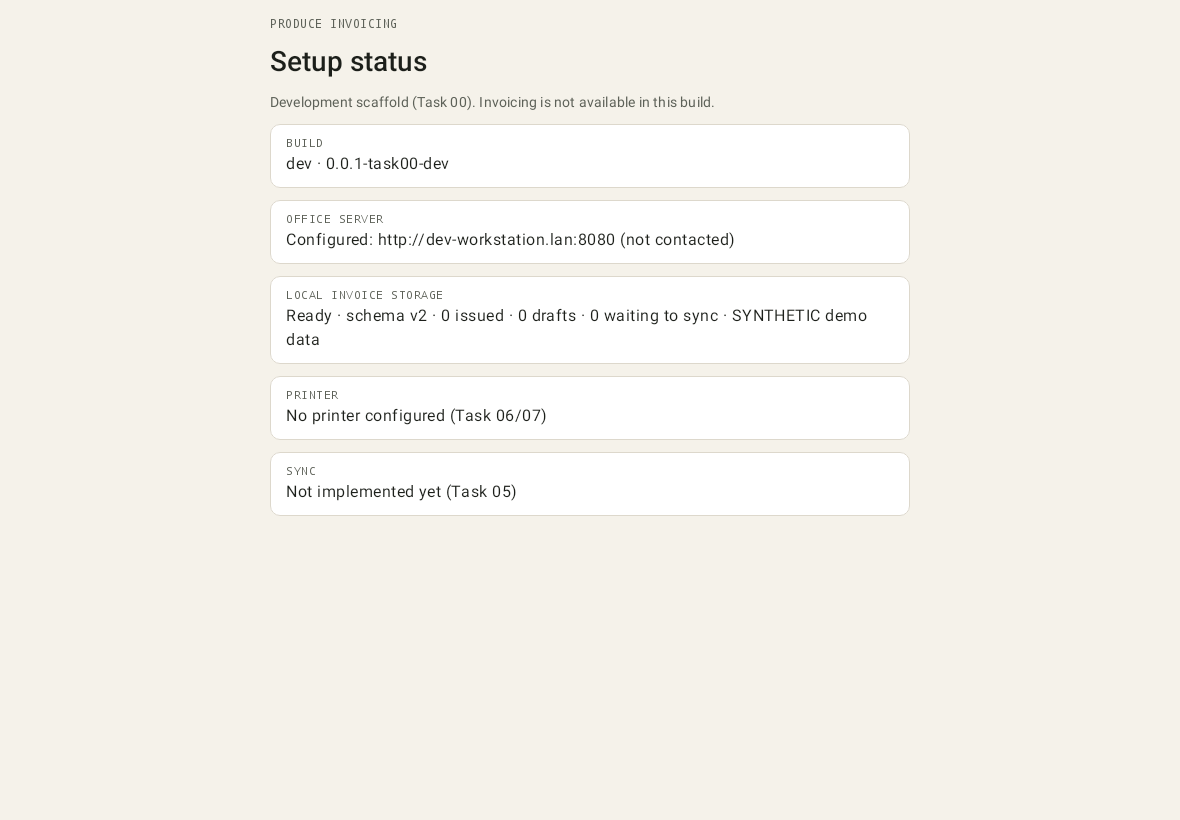 PRODUCE INVOICING
Setup status
Development scaffold (Task 00). Invoicing is not available in this build.
BUILD
dev · 0.0.1-task00-dev
OFFICE SERVER
Configured: http://dev-workstation.lan:8080 (not contacted)
LOCAL INVOICE STORAGE
Ready · schema v2 · 0 issued · 0 drafts · 0 waiting to sync · SYNTHETIC demo
data
PRINTER
No printer configured (Task 06/07)
SYNC
Not implemented yet (Task 05)